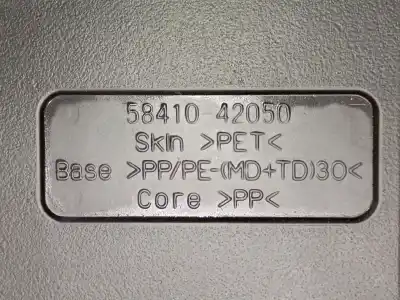 58410-42050
Skin >PET<
Base >PP/PE-(MD+TD)30<
Core >PP<